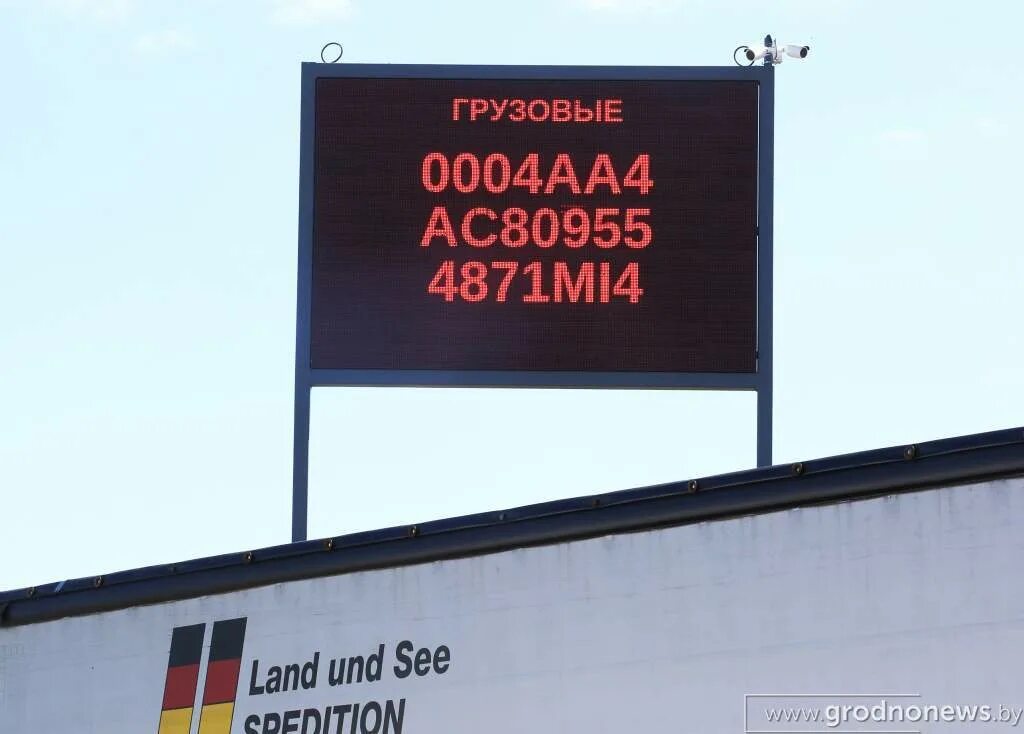 ГРУЗОВЫЕ
0004AA4
AC80955
4871MI4
Land und See
SPEDITION
www.grodnonews.by